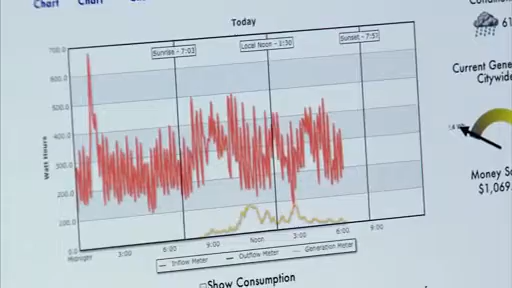 Chart
Chart
Conditions
Today
61
700.0
Sunrise - 7:03
Local Noon - 1:30
Sunset - 5:57
600.0
500.0
400.0
300.0
200.0
100.0
0.0
Watt Hours
Midnight
3:00
6:00
9:00
Noon
3:00
6:00
9:00
Inflow Meter
Outflow Meter
Generation Meter
Show Consumption
Current Gene
Citywide
Money S
$1,069